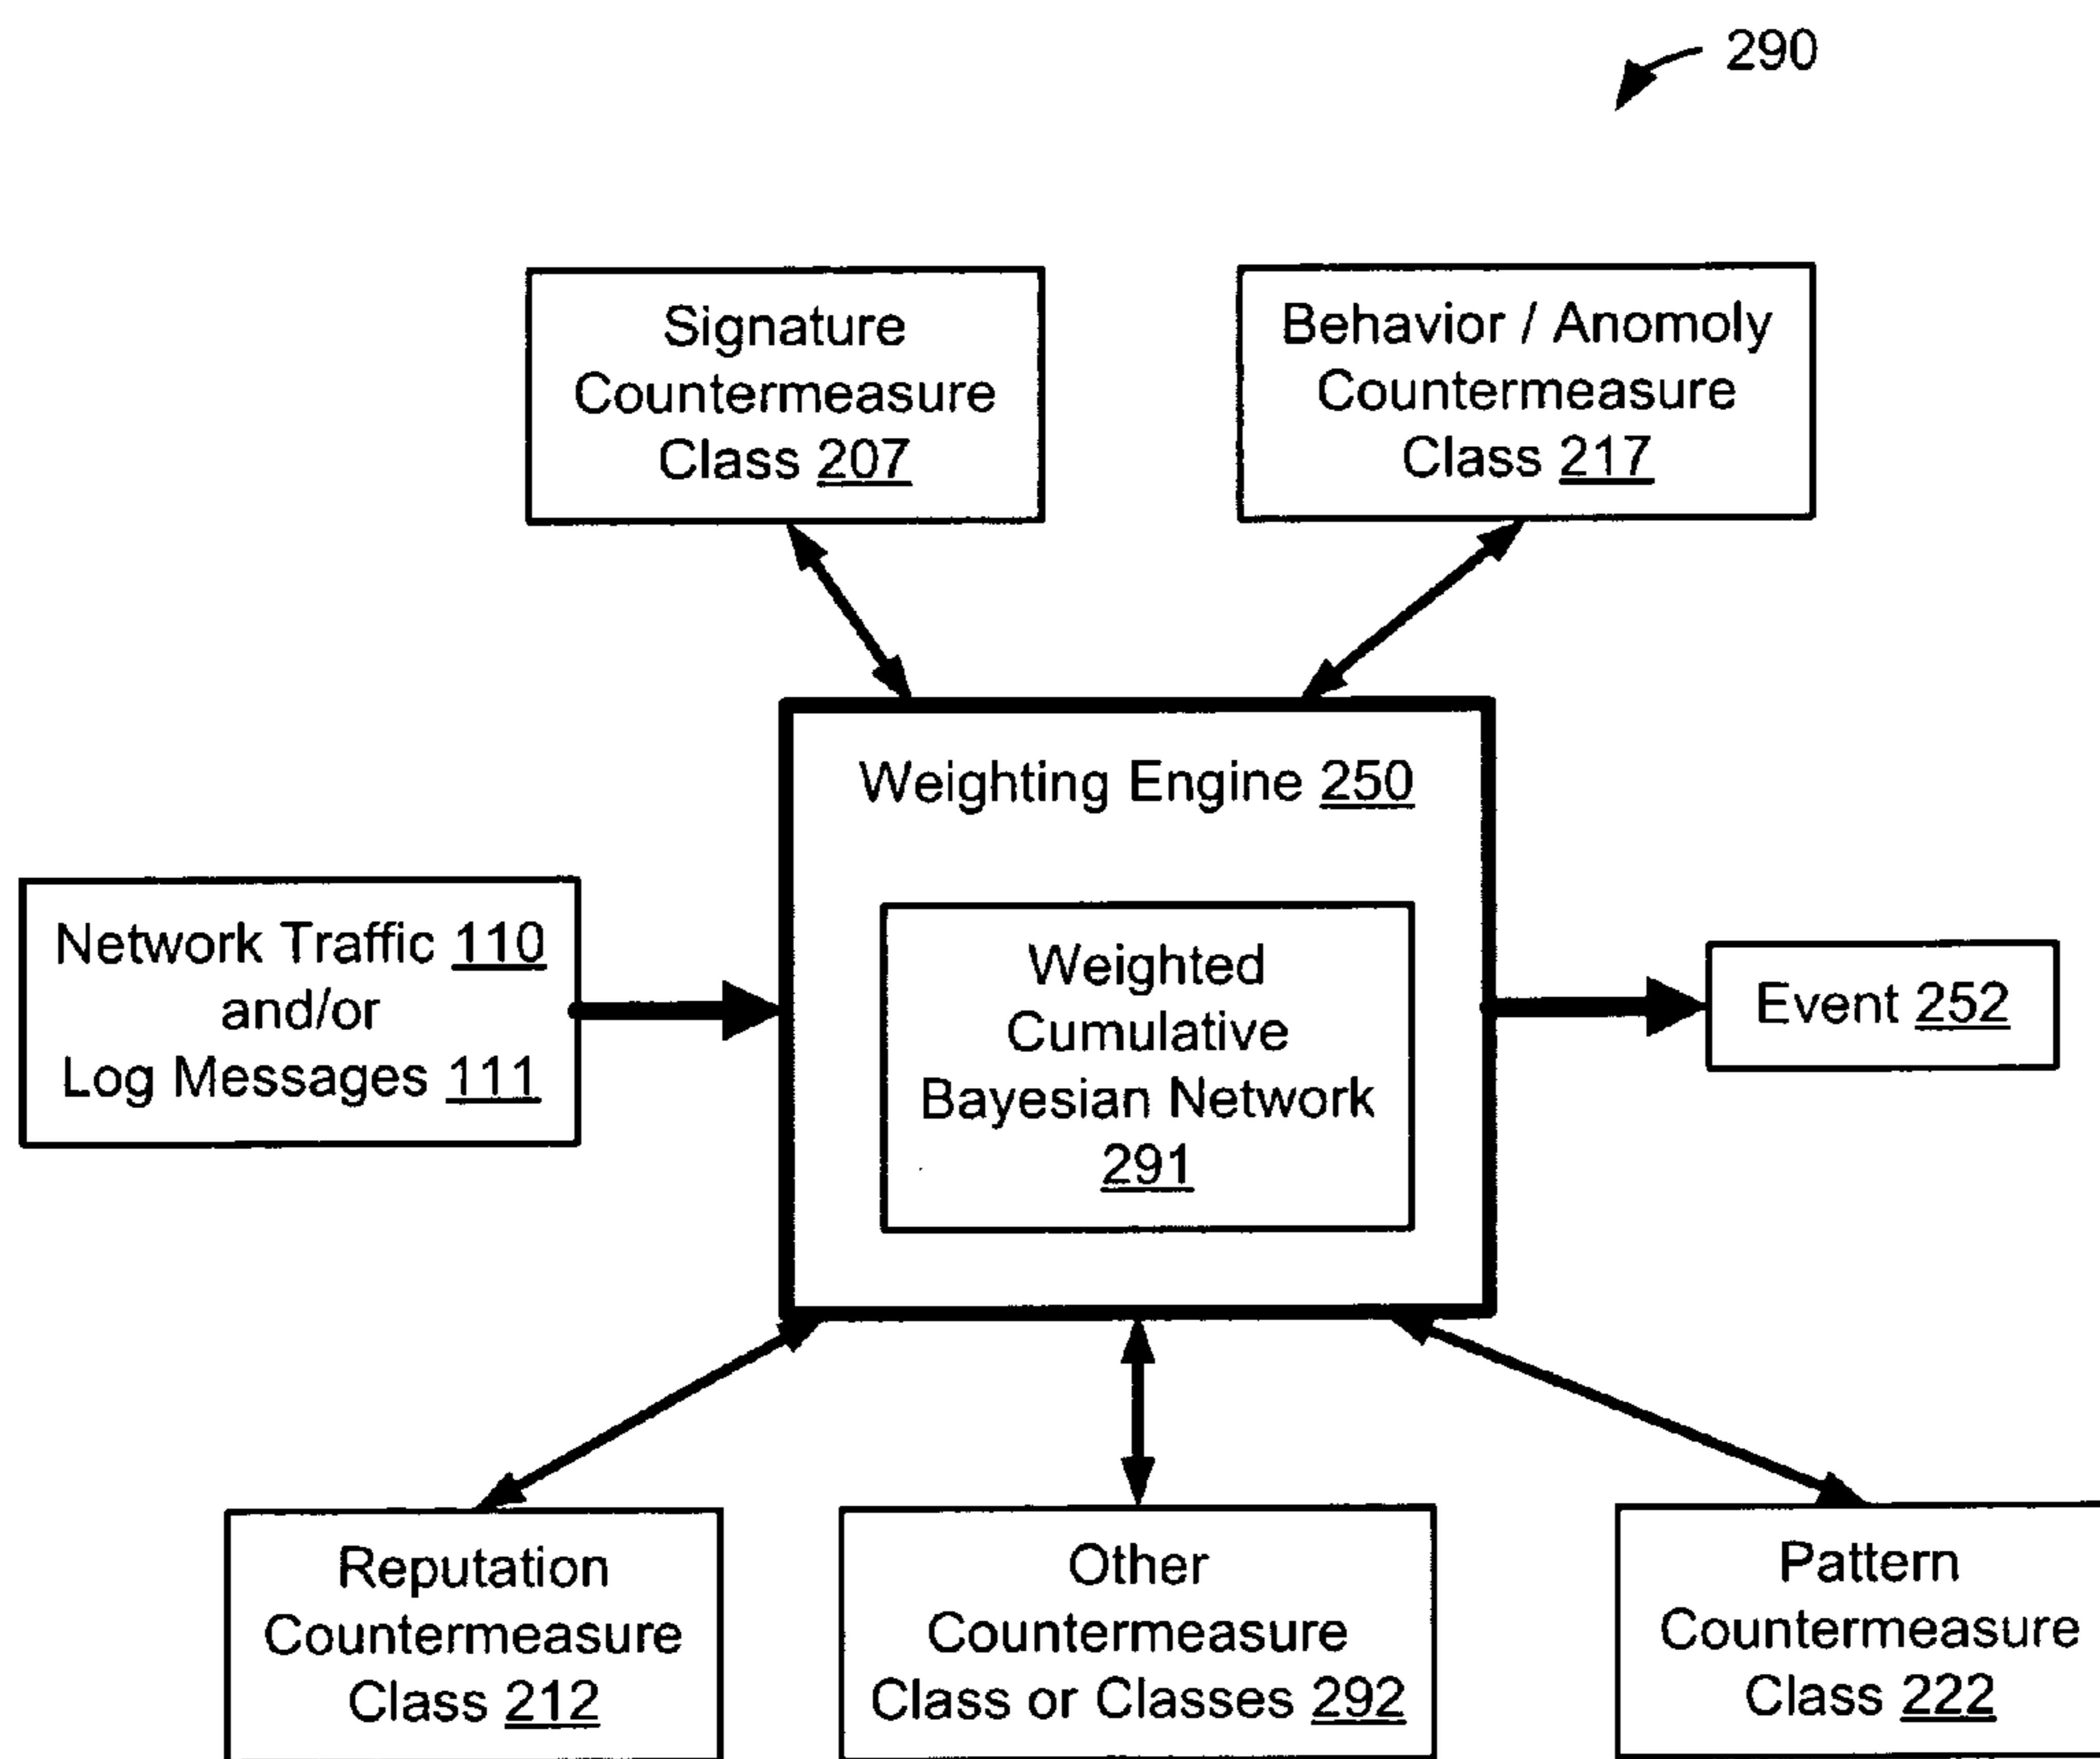 290
Signature
Countermeasure
Class 207
Behavior / Anomoly
Countermeasure
Class 217
Weighting Engine 250
Network Traffic 110
and/or
Log Messages 111
Weighted
Cumulative
Bayesian Network
291
Event 252
Reputation
Countermeasure
Class 212
Other
Countermeasure
Class or Classes 292
Pattern
Countermeasure
Class 222